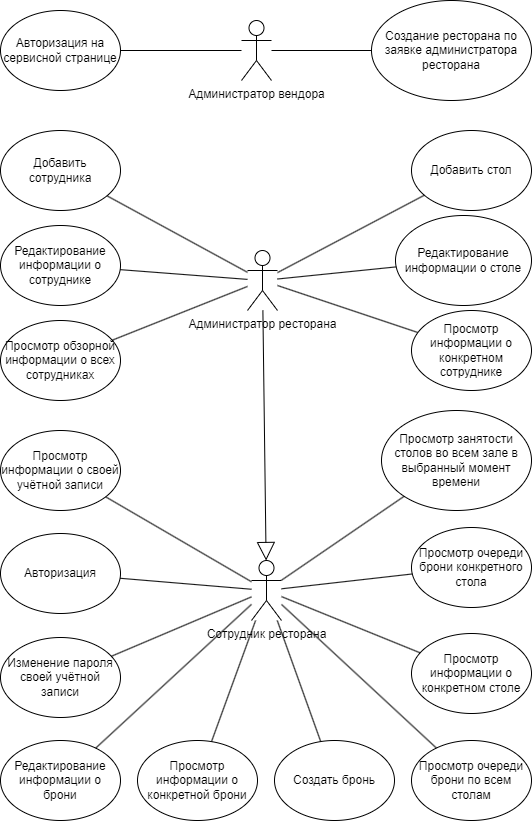 Авторизация на
сервисной странице
Администратор вендора
Создание ресторана по
заявке администратора
ресторана
Добавить
сотрудника
Добавить стол
Редактирование
информации о
сотруднике
Редактирование
информации о столе
Администратор ресторана
Просмотр обзорной
информации о всех
сотрудниках
Просмотр
информации о
конкретном
сотруднике
Просмотр
информации о своей
учётной записи
Просмотр занятости
столов во всем зале в
выбранный момент
времени
Авторизация
Просмотр очереди
брони конкретного
стола
Сотрудник ресторана
Изменение пароля
своей учётной
записи
Просмотр
информации о
конкретном столе
Редактирование
информации о
брони
Просмотр
информации о
конкретной брони
Создать бронь
Просмотр очереди
брони по всем
столам